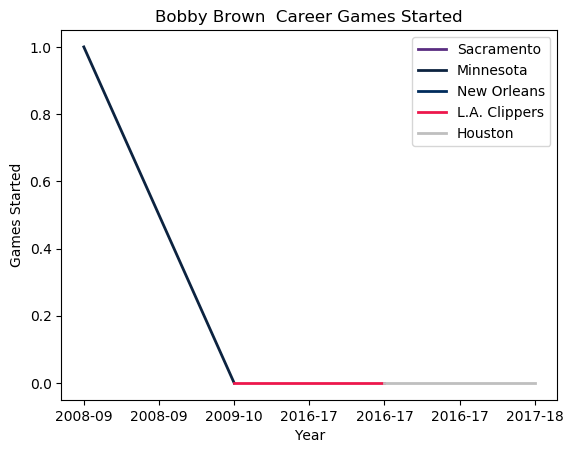 Bobby Brown  Career Games Started
1.0
0.8
0.6
0.4
0.2
0.0
Games Started
Sacramento
Minnesota
New Orleans
L.A. Clippers
Houston
2008-09 2008-09 2009-10 2016-17 2016-17 2016-17 2017-18
Year